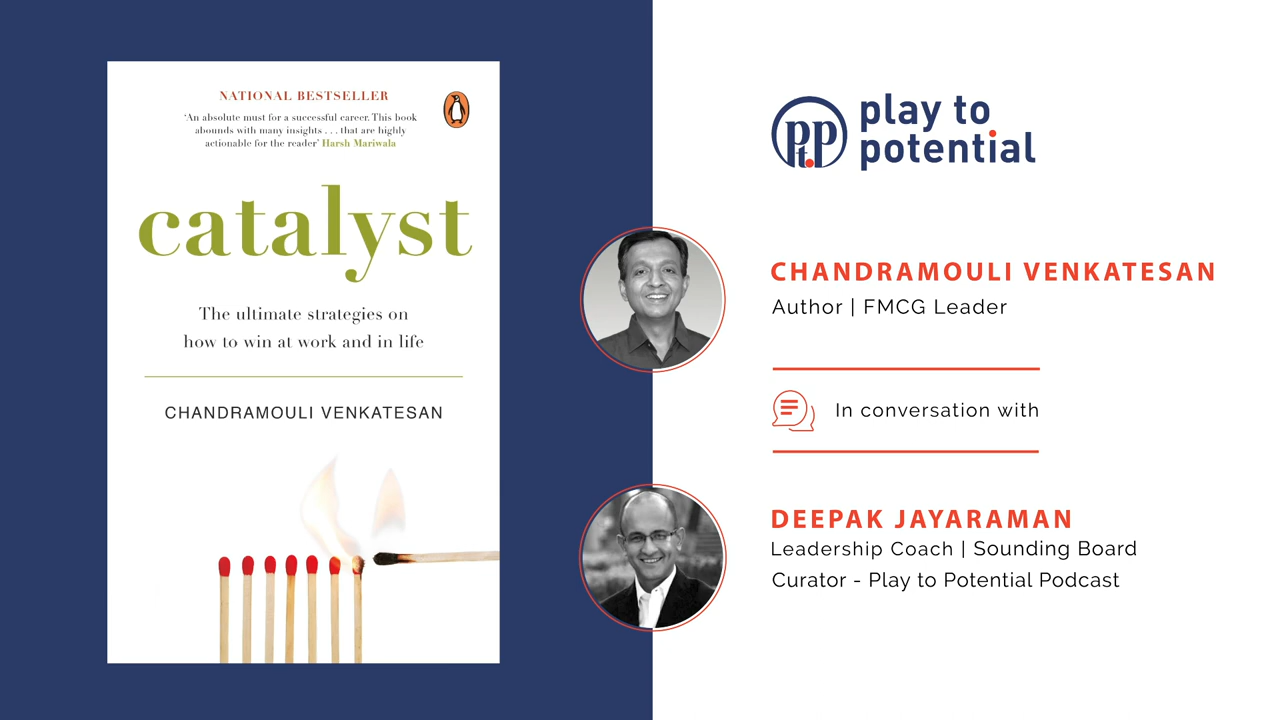 NATIONAL BESTSELLER
'An absolute must for a successful career. This book
abounds with many insights . . . that are highly
actionable for the reader' Harsh Mariwala
catalyst
The ultimate strategies on
how to win at work and in life
CHANDRAMOULI VENKATESAN
pt.p
play to
potential
CHANDRAMOULI VENKATESAN
Author | FMCG Leader
In conversation with
DEEPAK JAYARAMAN
Leadership Coach | Sounding Board
Curator - Play to Potential Podcast